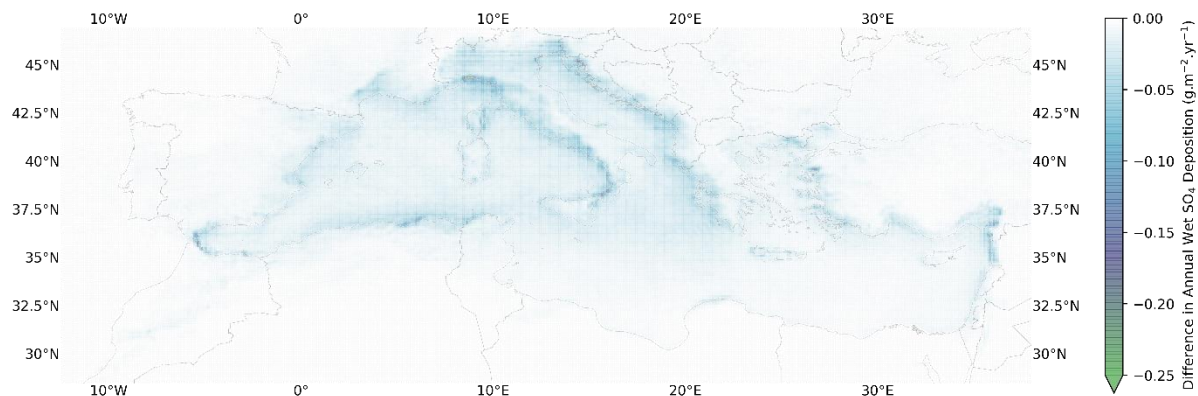 10°W 0° 10°E 20°E 30°E
45°N 45°N
42.5°N 42.5°N
40°N 40°N
37.5°N 37.5°N
35°N 35°N
32.5°N 32.5°N
30°N 30°N
10°W 0° 10°E 20°E 30°E
0.00
−0.05
−0.10
−0.15
−0.20
−0.25
Difference in Annual Wet SO₄ Deposition (g.m⁻².yr⁻¹)